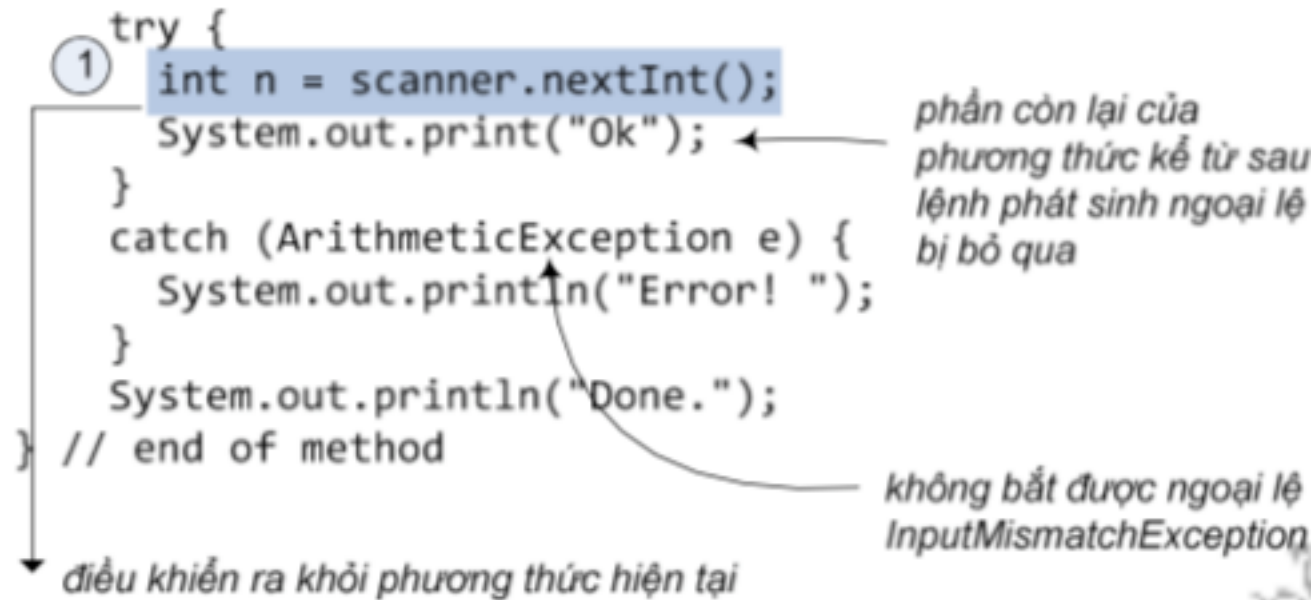 try {
1
int n = scanner.nextInt();
System.out.print("Ok");
phần còn lại của
phương thức kể từ sau
lệnh phát sinh ngoại lệ
bị bỏ qua
}
catch (ArithmeticException e) {
System.out.println("Error! ");
}
System.out.println("Done.");
} // end of method
không bắt được ngoại lệ
InputMismatchException
điều khiển ra khỏi phương thức hiện tại